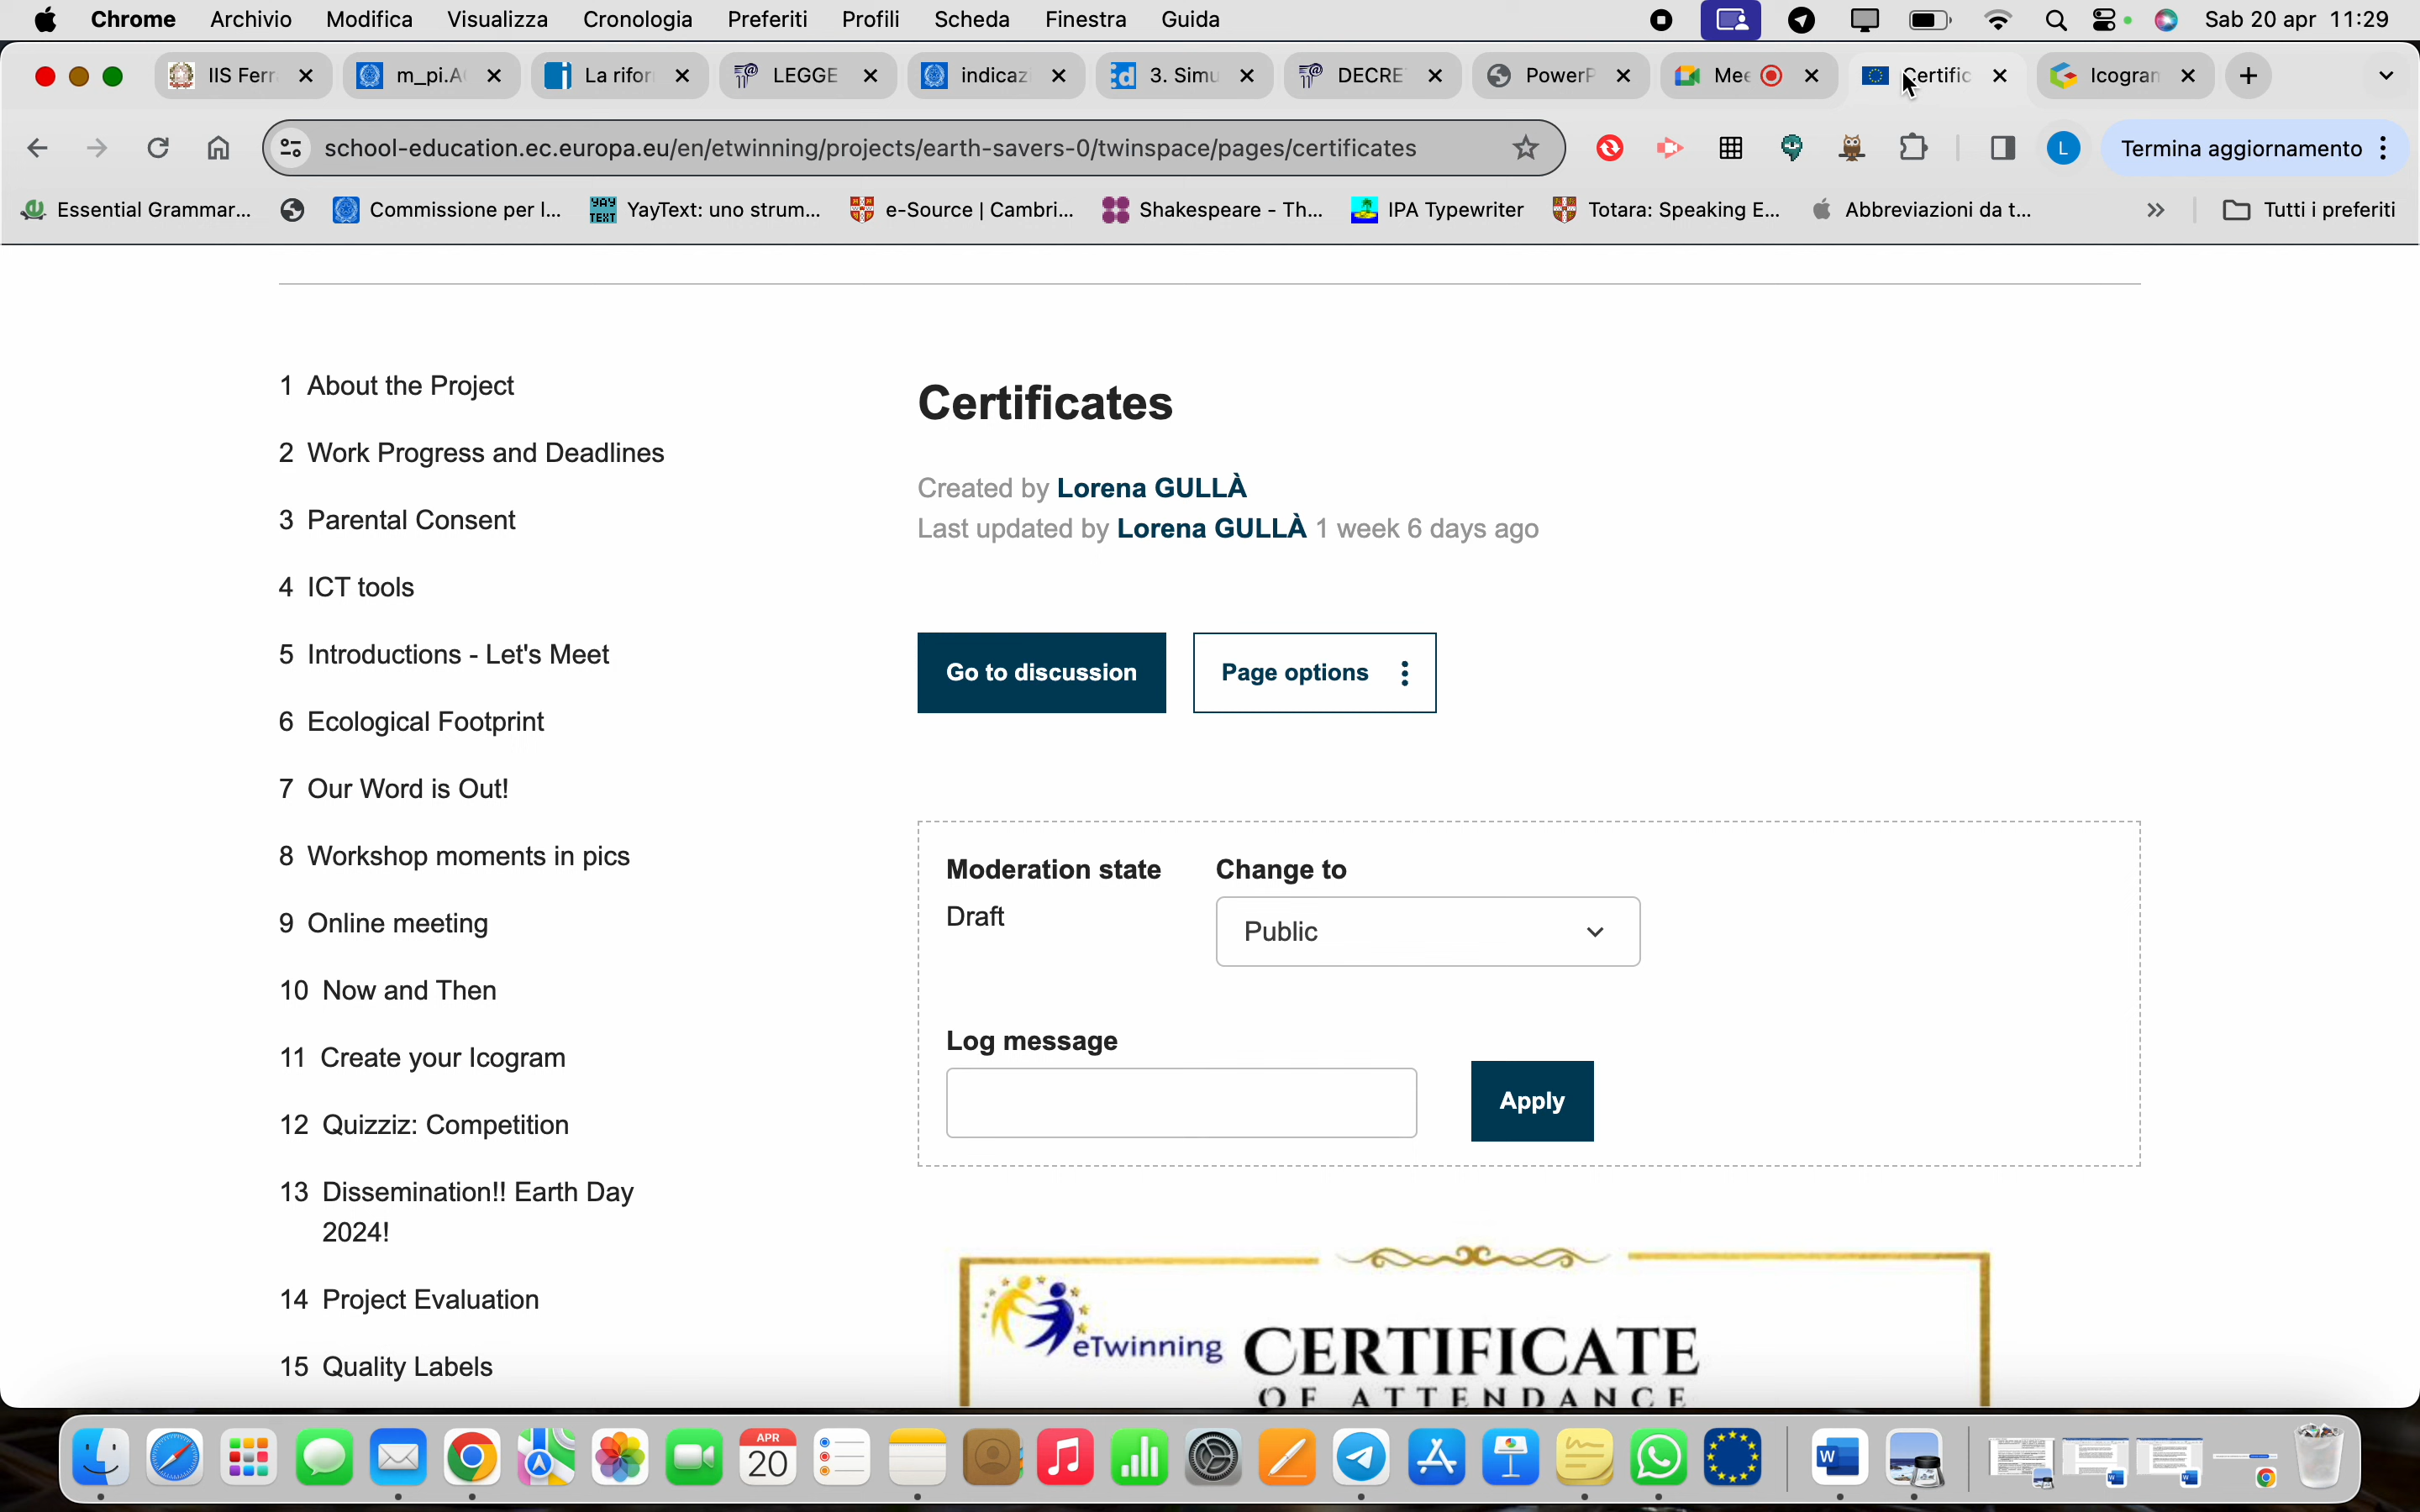 Chrome Archivio Modifica Visualizza Cronologia Preferiti Profili Scheda Finestra Guida Sab 20 apr 11:29
IIS Ferr m_pi.A La rifor LEGGE indicaz 3. Simu DECRE PowerP Mee Certific Icogran
school-education.ec.europa.eu/en/etwinning/projects/earth-savers-0/twinspace/pages/certificates L Termina aggiornamento
Essential Grammar... Commissione per l... YAY TEXT YayText: uno strum... e-Source | Cambri... Shakespeare - Th... IPA Typewriter Totara: Speaking E... Abbreviazioni da t... » Tutti i preferiti
1 About the Project
2 Work Progress and Deadlines
3 Parental Consent
4 ICT tools
5 Introductions - Let's Meet
6 Ecological Footprint
7 Our Word is Out!
8 Workshop moments in pics
9 Online meeting
10 Now and Then
11 Create your Icogram
12 Quizziz: Competition
13 Dissemination!! Earth Day
2024!
14 Project Evaluation
15 Quality Labels
Certificates
Created by Lorena GULLÀ
Last updated by Lorena GULLÀ 1 week 6 days ago
Go to discussion Page options
Moderation state Change to
Draft Public
Log message
Apply
eTwinning CERTIFICATE
OF ATTENDANCE
APR
20